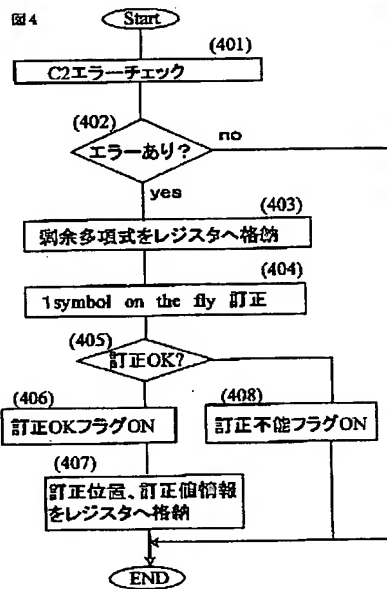 図4
Start
(401)
C2エラーチェック
(402)
エラーあり?
no
yes
(403)
剰余多項式をレジスタへ格納
(404)
1symbol on the fly 訂正
(405)
訂正OK?
(406)
訂正OKフラグON
(408)
訂正不能フラグON
(407)
訂正位置、訂正値情報
をレジスタへ格納
END